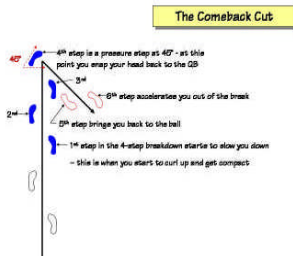 The Comeback Cut
45°
4th step is a pressure step at 45° - at this
point you snap your head back to the QB
3rd
6th step accelerates you out of the break
2nd
5th step bring you back to the ball
1st step in the 4-step breakdown starts to slow you down
- this is when you start to curl up and get compact